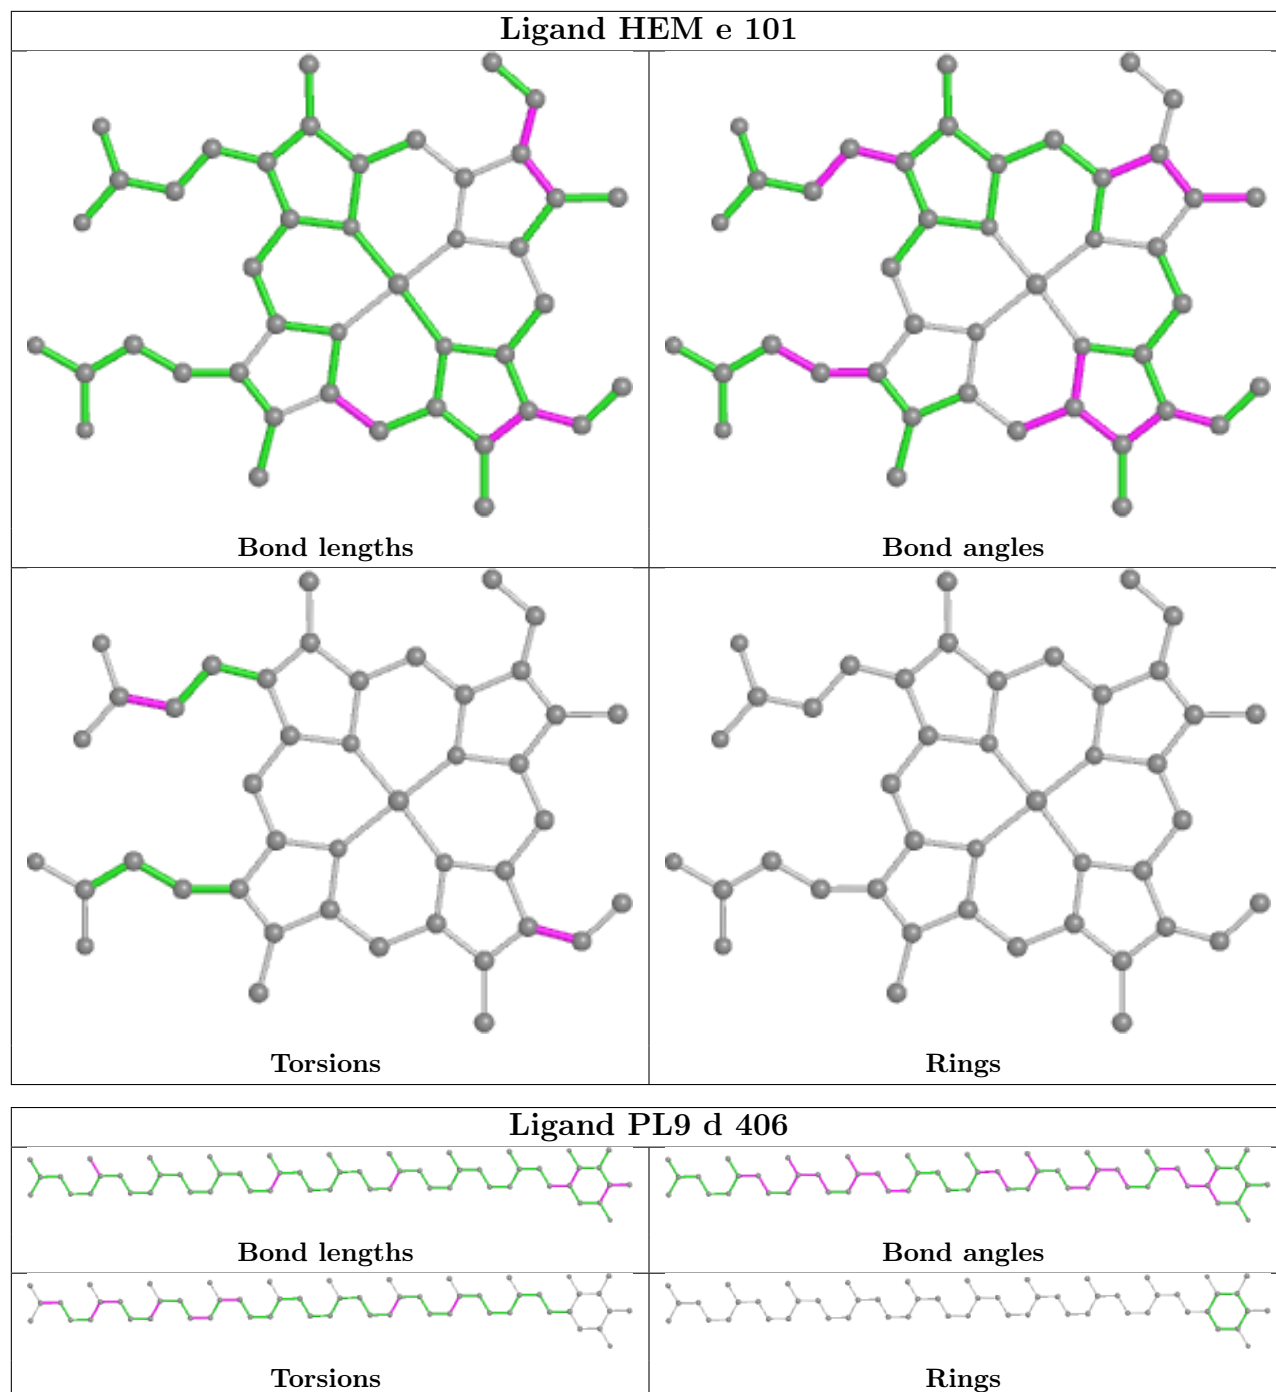 Ligand HEM e 101
Bond lengths
Bond angles
Torsions
Rings
Ligand PL9 d 406
Bond lengths
Bond angles
Torsions
Rings